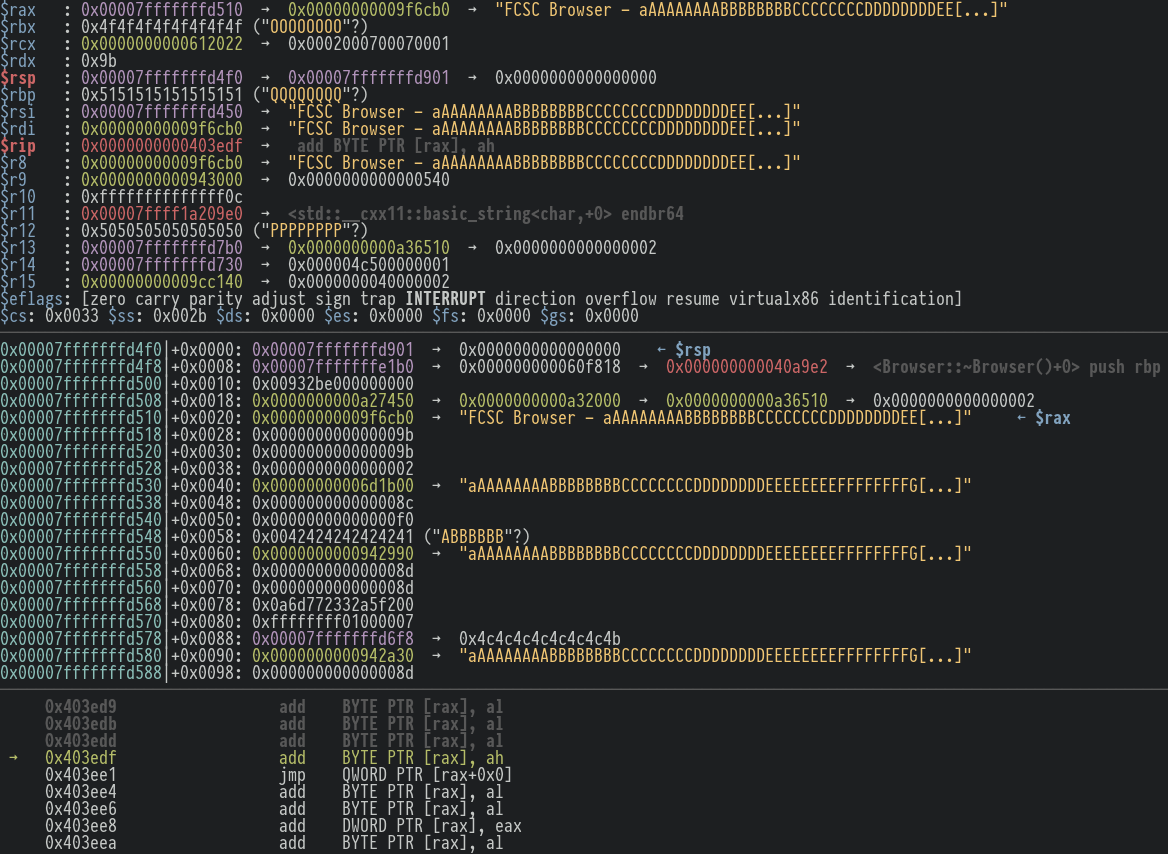 $rax   : 0x00007fffffffd510  →  0x00000000009f6cb0  →  "FCSC Browser - aAAAAAAAABBBBBBBBCCCCCCCCDDDDDDDDEE[...]"
$rbx   : 0x4f4f4f4f4f4f4f4f ("OOOOOOOO"?)
$rcx   : 0x0000000000612022  →  0x0002000700070001
$rdx   : 0x9b
$rsp   : 0x00007fffffffd4f0  →  0x00007fffffffd901  →  0x0000000000000000
$rbp   : 0x5151515151515151 ("QQQQQQQQ"?)
$rsi   : 0x00007fffffffd450  →  "FCSC Browser - aAAAAAAAABBBBBBBBCCCCCCCCDDDDDDDDEE[...]"
$rdi   : 0x00000000009f6cb0  →  "FCSC Browser - aAAAAAAAABBBBBBBBCCCCCCCCDDDDDDDDEE[...]"
$rip   : 0x0000000000403edf  →   add BYTE PTR [rax], ah
$r8    : 0x00000000009f6cb0  →  "FCSC Browser - aAAAAAAAABBBBBBBBCCCCCCCCDDDDDDDDEE[...]"
$r9    : 0x0000000000943000  →  0x0000000000000540
$r10   : 0xffffffffffffff0c
$r11   : 0x00007ffff1a209e0  →  <std::__cxx11::basic_string<char,+0> endbr64
$r12   : 0x5050505050505050 ("PPPPPPPP"?)
$r13   : 0x00007fffffffd7b0  →  0x0000000000a36510  →  0x0000000000000002
$r14   : 0x00007fffffffd730  →  0x000004c500000001
$r15   : 0x00000000009cc140  →  0x0000000040000002
$eflags: [zero carry parity adjust sign trap INTERRUPT direction overflow resume virtualx86 identification]
$cs: 0x0033 $ss: 0x002b $ds: 0x0000 $es: 0x0000 $fs: 0x0000 $gs: 0x0000
0x00007fffffffd4f0│+0x0000: 0x00007fffffffd901  →  0x0000000000000000    ← $rsp
0x00007fffffffd4f8│+0x0008: 0x00007fffffffe1b0  →  0x000000000060f818  →  0x000000000040a9e2  →  <Browser::~Browser()+0> push rbp
0x00007fffffffd500│+0x0010: 0x00932be000000000
0x00007fffffffd508│+0x0018: 0x0000000000a27450  →  0x0000000000a32000  →  0x0000000000a36510  →  0x0000000000000002
0x00007fffffffd510│+0x0020: 0x00000000009f6cb0  →  "FCSC Browser - aAAAAAAAABBBBBBBBCCCCCCCCDDDDDDDDEE[...]"    ← $rax
0x00007fffffffd518│+0x0028: 0x000000000000009b
0x00007fffffffd520│+0x0030: 0x000000000000009b
0x00007fffffffd528│+0x0038: 0x0000000000000002
0x00007fffffffd530│+0x0040: 0x00000000006d1b00  →  "aAAAAAAAABBBBBBBBCCCCCCCCDDDDDDDDEEEEEEEEFFFFFFFFG[...]"
0x00007fffffffd538│+0x0048: 0x000000000000008c
0x00007fffffffd540│+0x0050: 0x00000000000000f0
0x00007fffffffd548│+0x0058: 0x0042424242424241 ("ABBBBBB"?)
0x00007fffffffd550│+0x0060: 0x0000000000942990  →  "aAAAAAAAABBBBBBBBCCCCCCCCDDDDDDDDEEEEEEEEFFFFFFFFG[...]"
0x00007fffffffd558│+0x0068: 0x000000000000008d
0x00007fffffffd560│+0x0070: 0x000000000000008d
0x00007fffffffd568│+0x0078: 0x0a6d772332a5f200
0x00007fffffffd570│+0x0080: 0xffffffff01000007
0x00007fffffffd578│+0x0088: 0x00007fffffffd6f8  →  0x4c4c4c4c4c4c4c4b
0x00007fffffffd580│+0x0090: 0x0000000000942a30  →  "aAAAAAAAABBBBBBBBCCCCCCCCDDDDDDDDEEEEEEEEFFFFFFFFG[...]"
0x00007fffffffd588│+0x0098: 0x000000000000008d
0x403ed9                  add    BYTE PTR [rax], al
0x403edb                  add    BYTE PTR [rax], al
0x403edd                  add    BYTE PTR [rax], al
→   0x403edf                  add    BYTE PTR [rax], ah
0x403ee1                  jmp    QWORD PTR [rax+0x0]
0x403ee4                  add    BYTE PTR [rax], al
0x403ee6                  add    BYTE PTR [rax], al
0x403ee8                  add    DWORD PTR [rax], eax
0x403eea                  add    BYTE PTR [rax], al